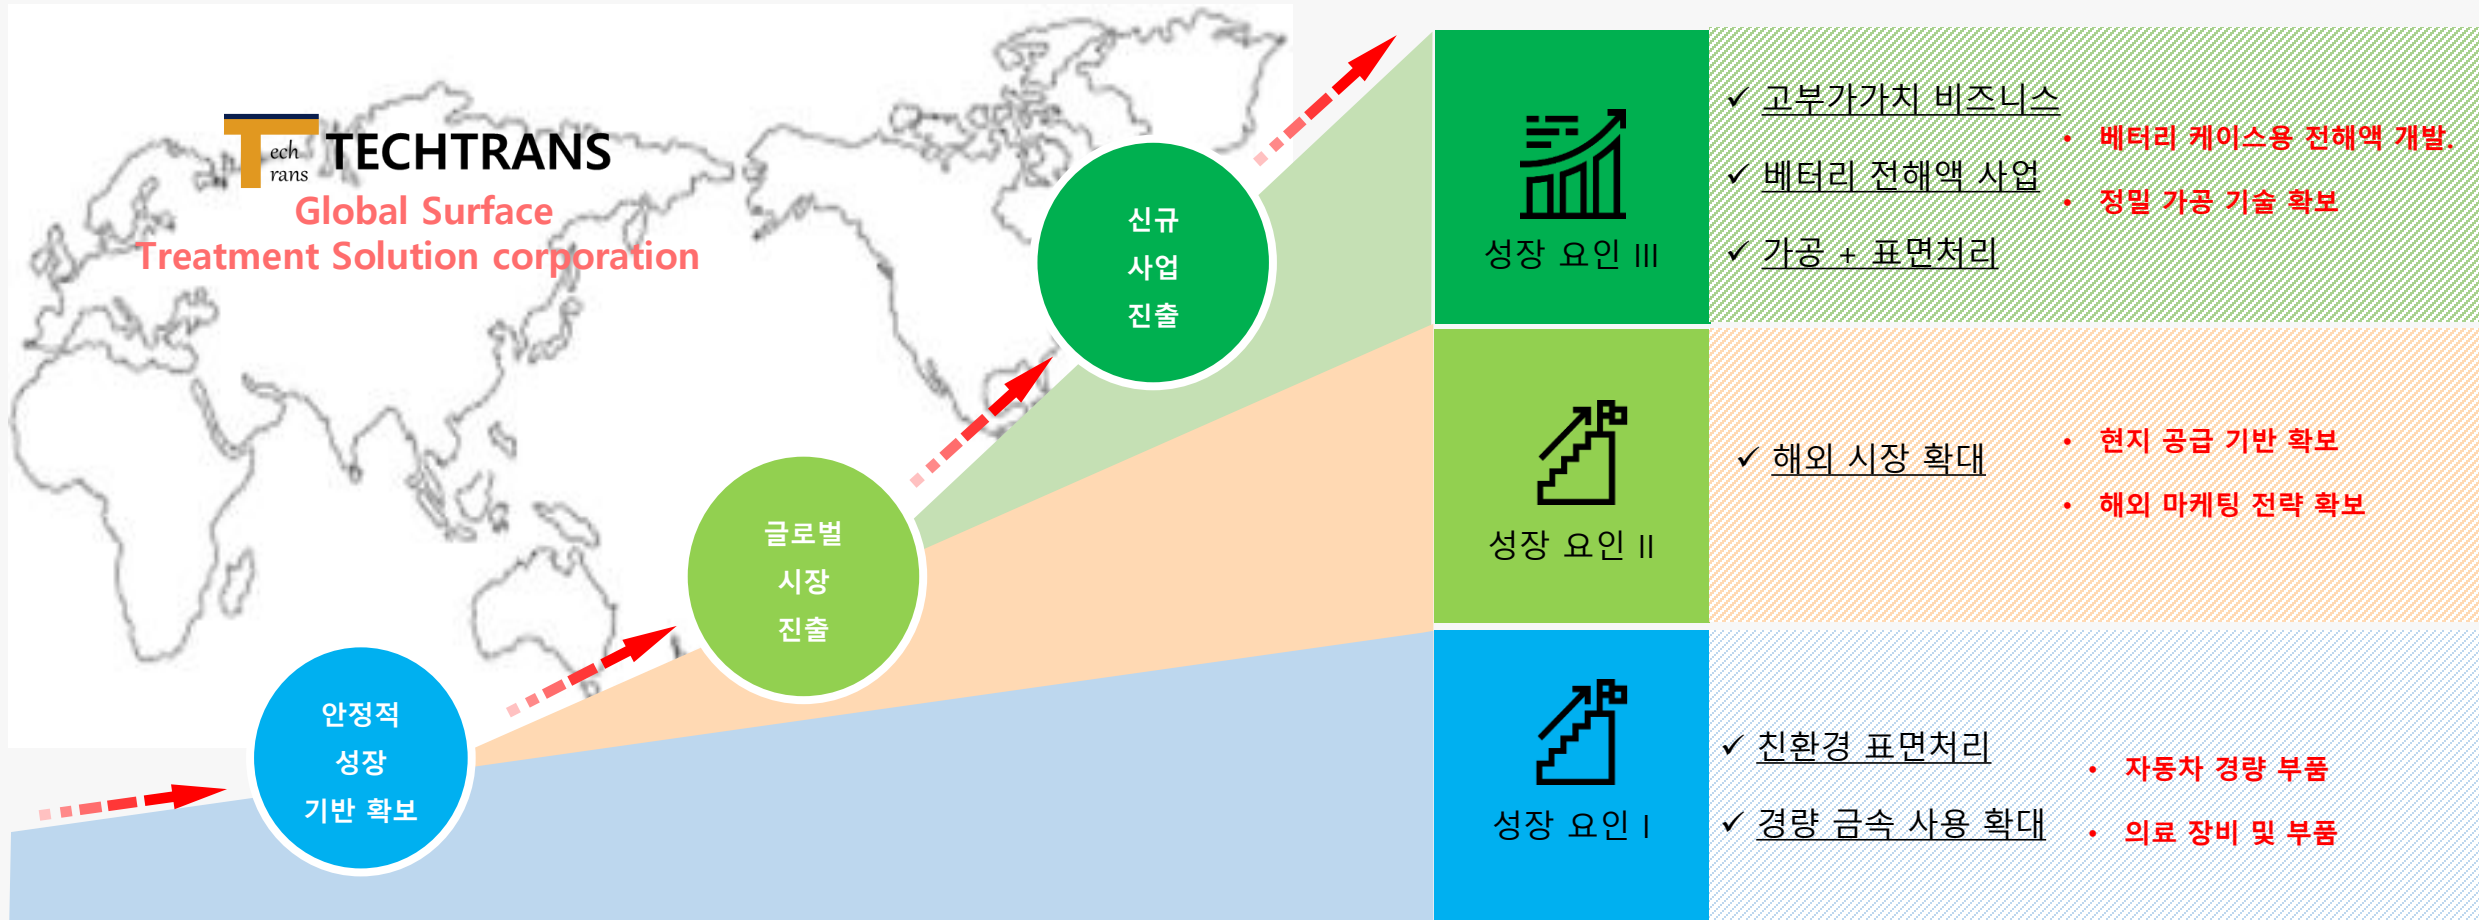 Tech
Trans
TECHTRANS
Global Surface
Treatment Solution corporation
안정적
성장
기반 확보
글로벌
시장
진출
신규
사업
진출
성장 요인 III
✓ 고부가가치 비즈니스
✓ 베터리 전해액 사업
✓ 가공 + 표면처리
• 베터리 케이스용 전해액 개발.
• 정밀 가공 기술 확보
성장 요인 II
✓ 해외 시장 확대
• 현지 공급 기반 확보
• 해외 마케팅 전략 확보
성장 요인 I
✓ 친환경 표면처리
✓ 경량 금속 사용 확대
• 자동차 경량 부품
• 의료 장비 및 부품